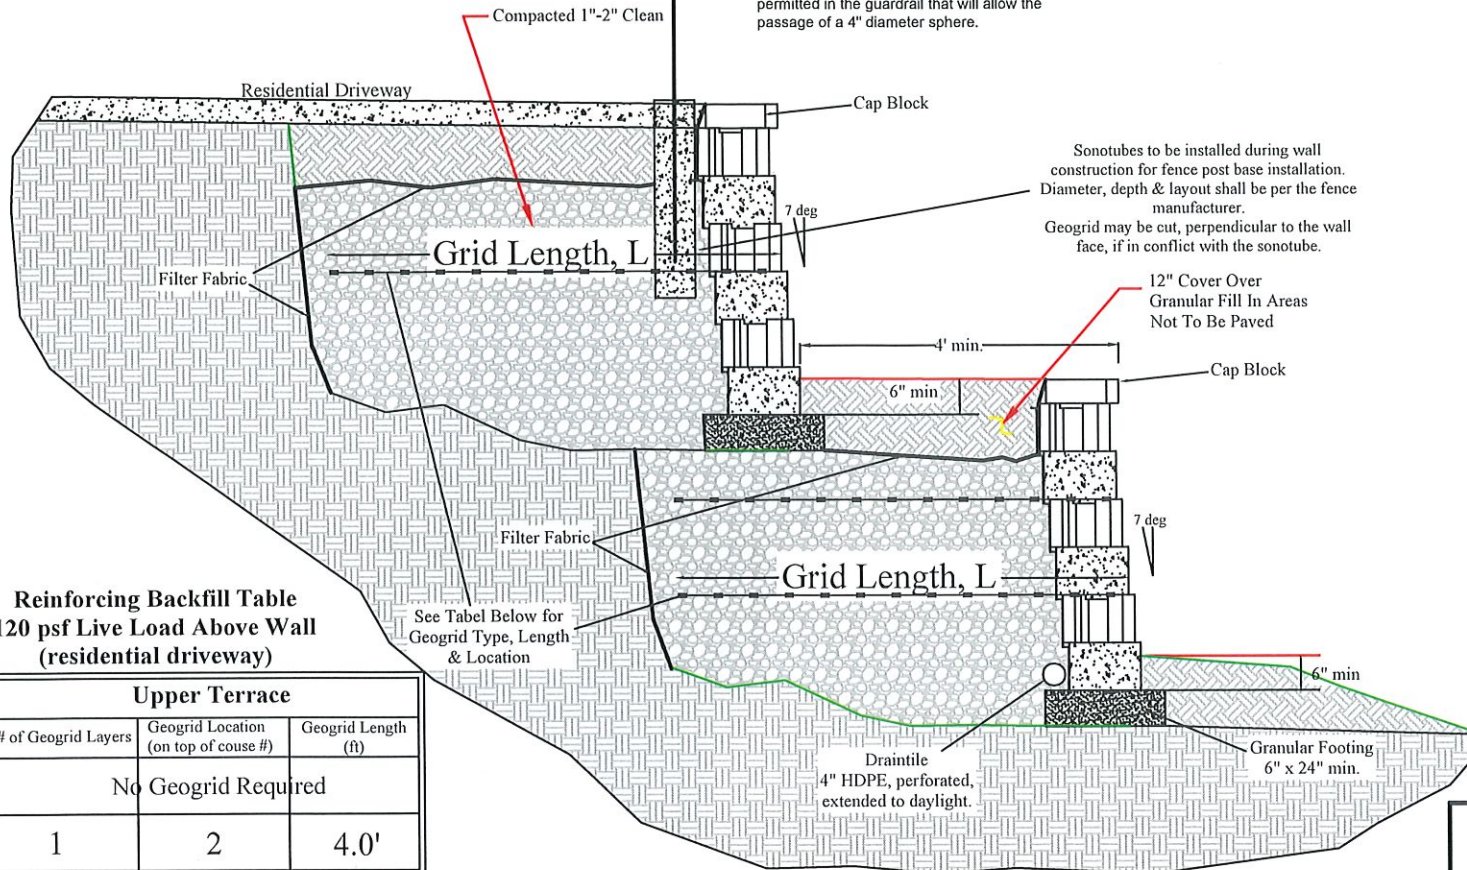 permitted in the guardrail that will allow the
passage of a 4" diameter sphere.
Compacted 1"-2" Clean
Residential Driveway
Cap Block
Sonotubes to be installed during wall
construction for fence post base installation.
Diameter, depth & layout shall be per the fence
manufacturer.
Geogrid may be cut, perpendicular to the wall
face, if in conflict with the sonotube.
7 deg
Grid Length, L
Filter Fabric
12" Cover Over
Granular Fill In Areas
Not To Be Paved
4' min.
Cap Block
6" min
7 deg
Filter Fabric
Grid Length, L
See Tabel Below for
Geogrid Type, Length
& Location
6" min
Draintile
4" HDPE, perforated,
extended to daylight.
Granular Footing
6" x 24" min.
Reinforcing Backfill Table
120 psf Live Load Above Wall
(residential driveway)
Upper Terrace
# of Geogrid Layers
Geogrid Location
(on top of couse #)
Geogrid Length
(ft)
No Geogrid Required
1
2
4.0'